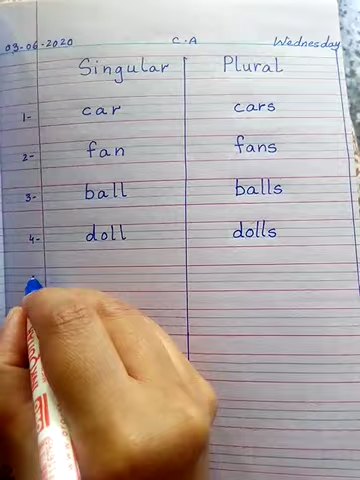 03-06-2020 C.A Wednesday
Singular Plural
1- car cars
2- fan fans
3- ball balls
4- doll dolls